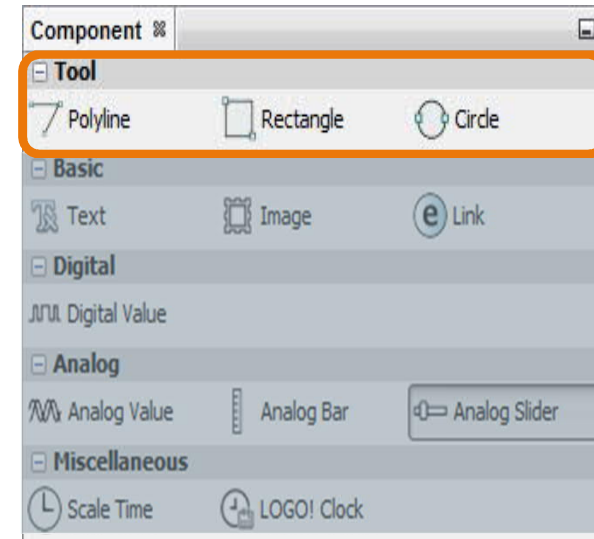 Component
Tool
Polyline Rectangle Circle
Basic
Text Image Link
Digital
Digital Value
Analog
Analog Value Analog Bar Analog Slider
Miscellaneous
Scale Time LOGO! Clock